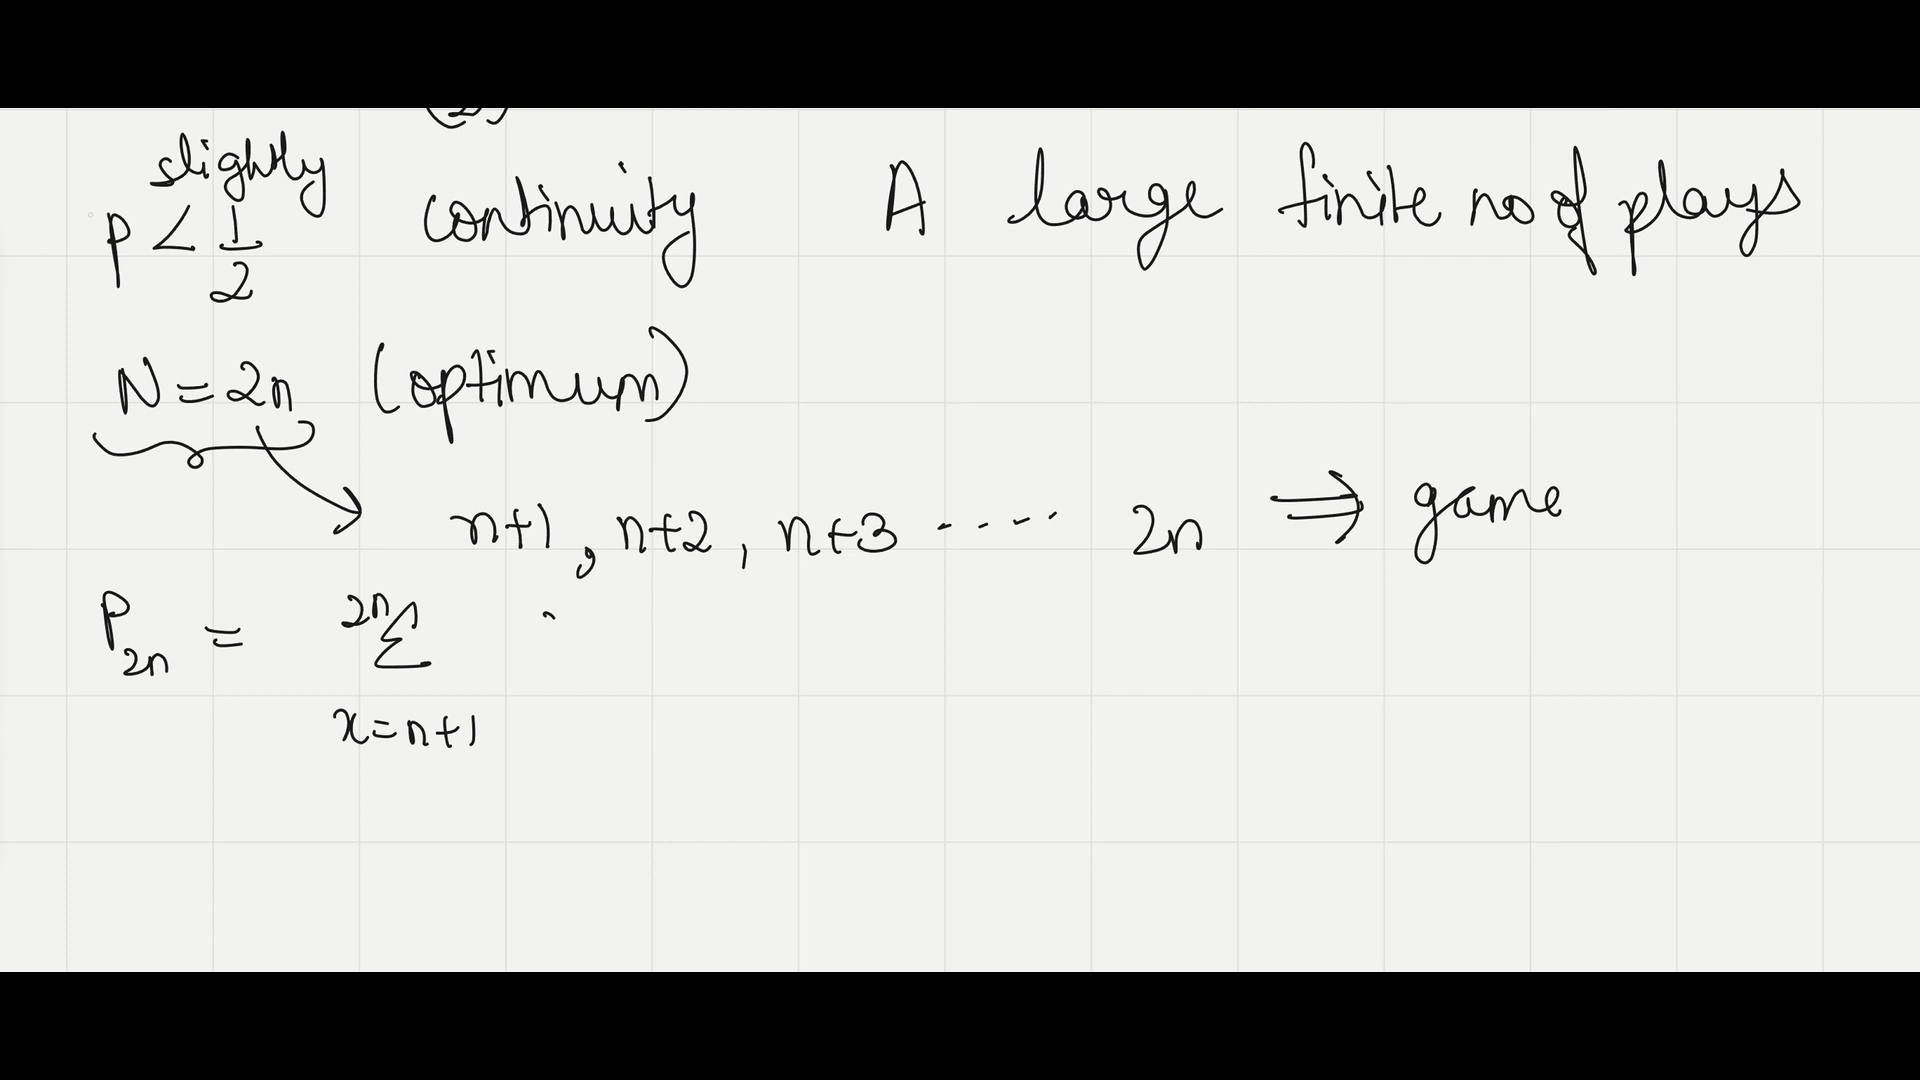 slightly
p < 1/2 continuity A large finite no of plays
N = 2n (optimum)
n+1, n+2, n+3 ---- 2n ⇒ game
P_2n = 2n Σ
x=n+1